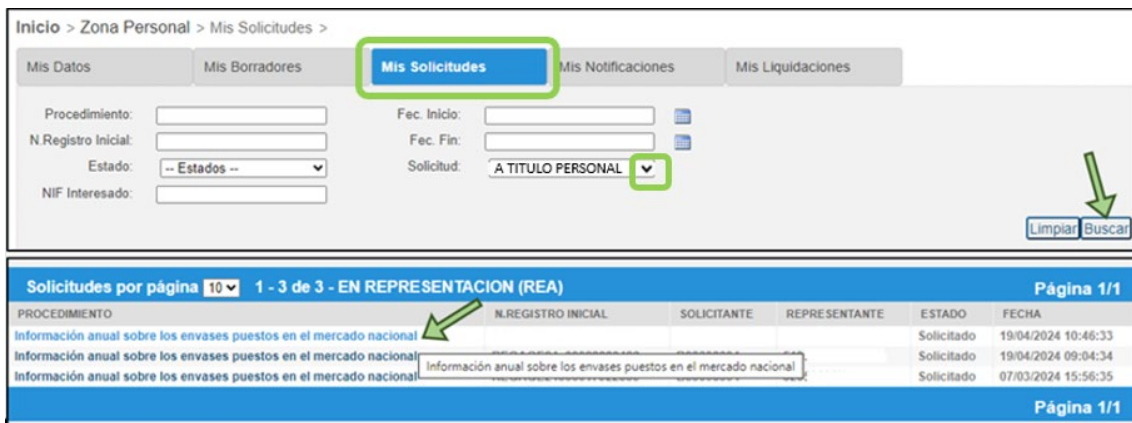 Inicio > Zona Personal > Mis Solicitudes >
Mis Datos Mis Borradores Mis Solicitudes Mis Notificaciones Mis Liquidaciones
Procedimiento: Fec. Inicio:
N.Registro Inicial: Fec. Fin:
Estado: -- Estados -- Solicitud: A TITULO PERSONAL
NIF Interesado:
Limpiar Buscar
Solicitudes por página 10 1 - 3 de 3 - EN REPRESENTACION (REA) Página 1/1
PROCEDIMIENTO N.REGISTRO INICIAL SOLICITANTE REPRESENTANTE ESTADO FECHA
Información anual sobre los envases puestos en el mercado nacional Solicitado 19/04/2024 10:46:33
Información anual sobre los envases puestos en el mercado nacional Solicitado 19/04/2024 09:04:34
Información anual sobre los envases puestos en el mercado nacional
Información anual sobre los envases puestos en el mercado nacional Solicitado 07/03/2024 15:56:35
Página 1/1